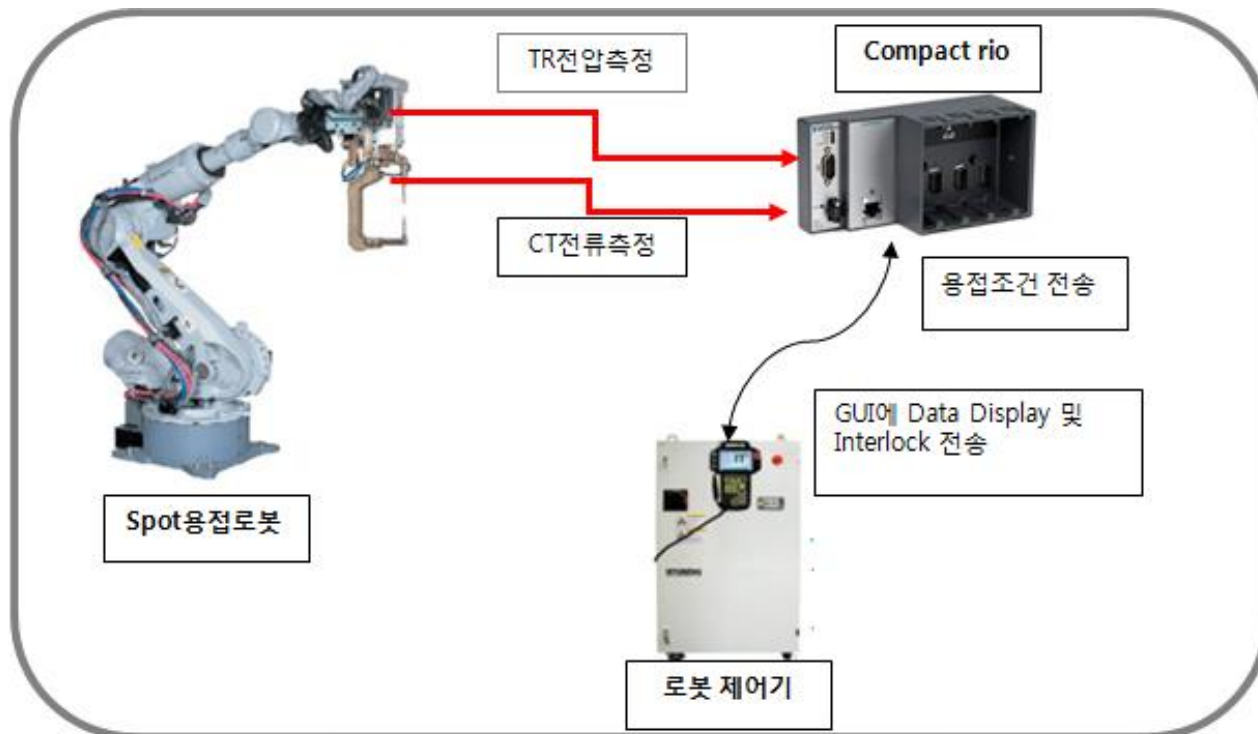 TR전압측정
Compact rio
CT전류측정
용접조건 전송
GUI에 Data Display 및
Interlock 전송
Spot용접로봇
로봇 제어기